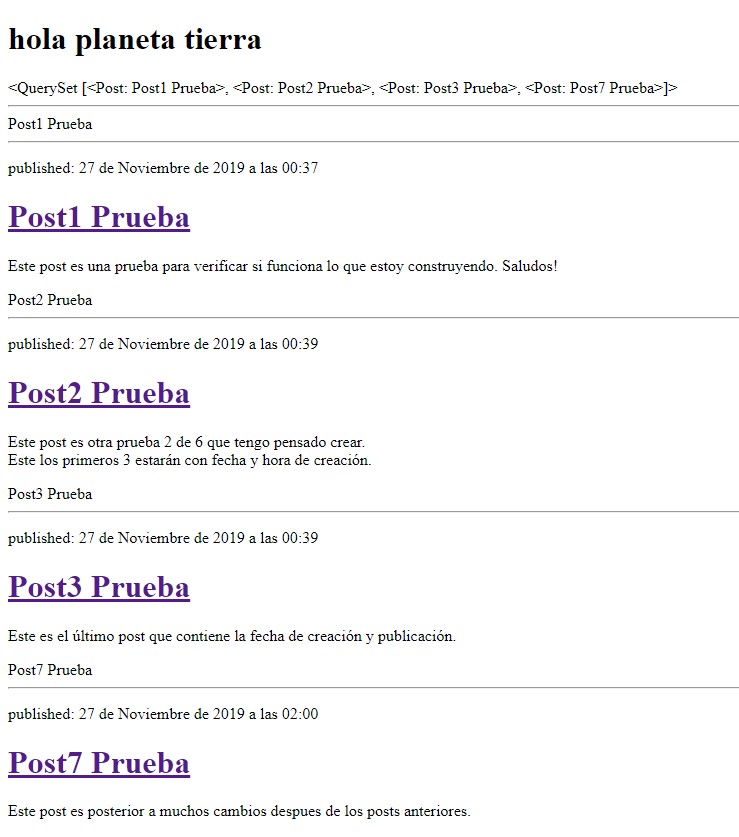 hola planeta tierra
<QuerySet [<Post: Post1 Prueba>, <Post: Post2 Prueba>, <Post: Post3 Prueba>, <Post: Post7 Prueba>]>
Post1 Prueba
published: 27 de Noviembre de 2019 a las 00:37
Post1 Prueba
Este post es una prueba para verificar si funciona lo que estoy construyendo. Saludos!
Post2 Prueba
published: 27 de Noviembre de 2019 a las 00:39
Post2 Prueba
Este post es otra prueba 2 de 6 que tengo pensado crear.
Este los primeros 3 estarán con fecha y hora de creación.
Post3 Prueba
published: 27 de Noviembre de 2019 a las 00:39
Post3 Prueba
Este es el último post que contiene la fecha de creación y publicación.
Post7 Prueba
published: 27 de Noviembre de 2019 a las 02:00
Post7 Prueba
Este post es posterior a muchos cambios despues de los posts anteriores.